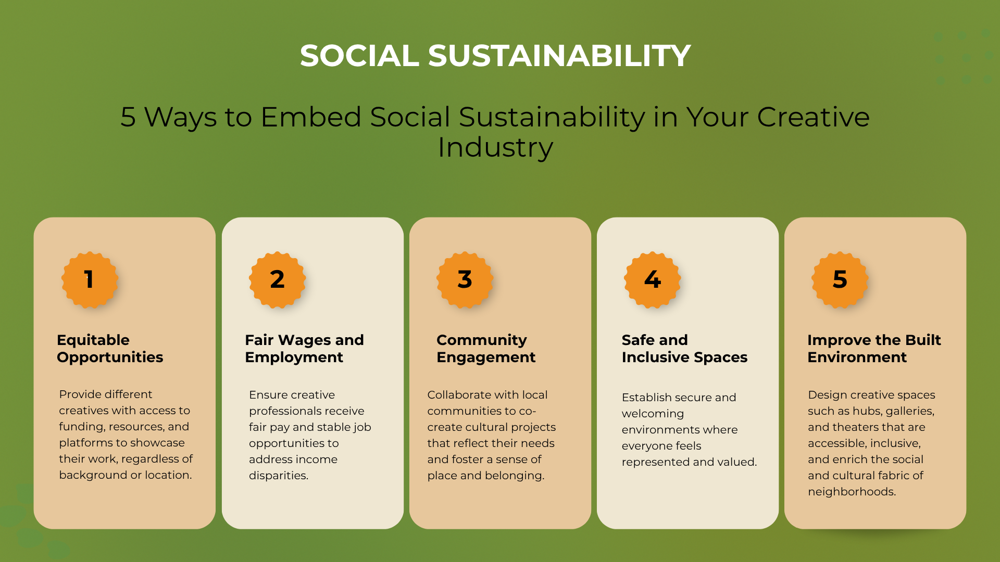 SOCIAL SUSTAINABILITY
5 Ways to Embed Social Sustainability in Your Creative
Industry
1
Equitable
Opportunities
Provide different
creatives with access to
funding, resources, and
platforms to showcase
their work, regardless of
background or location.
2
Fair Wages and
Employment
Ensure creative
professionals receive
fair pay and stable job
opportunities to
address income
disparities.
3
Community
Engagement
Collaborate with local
communities to co-
create cultural projects
that reflect their needs
and foster a sense of
place and belonging.
4
Safe and
Inclusive Spaces
Establish secure and
welcoming
environments where
everyone feels
represented and valued.
5
Improve the Built
Environment
Design creative spaces
such as hubs, galleries,
and theaters that are
accessible, inclusive,
and enrich the social
and cultural fabric of
neighborhoods.